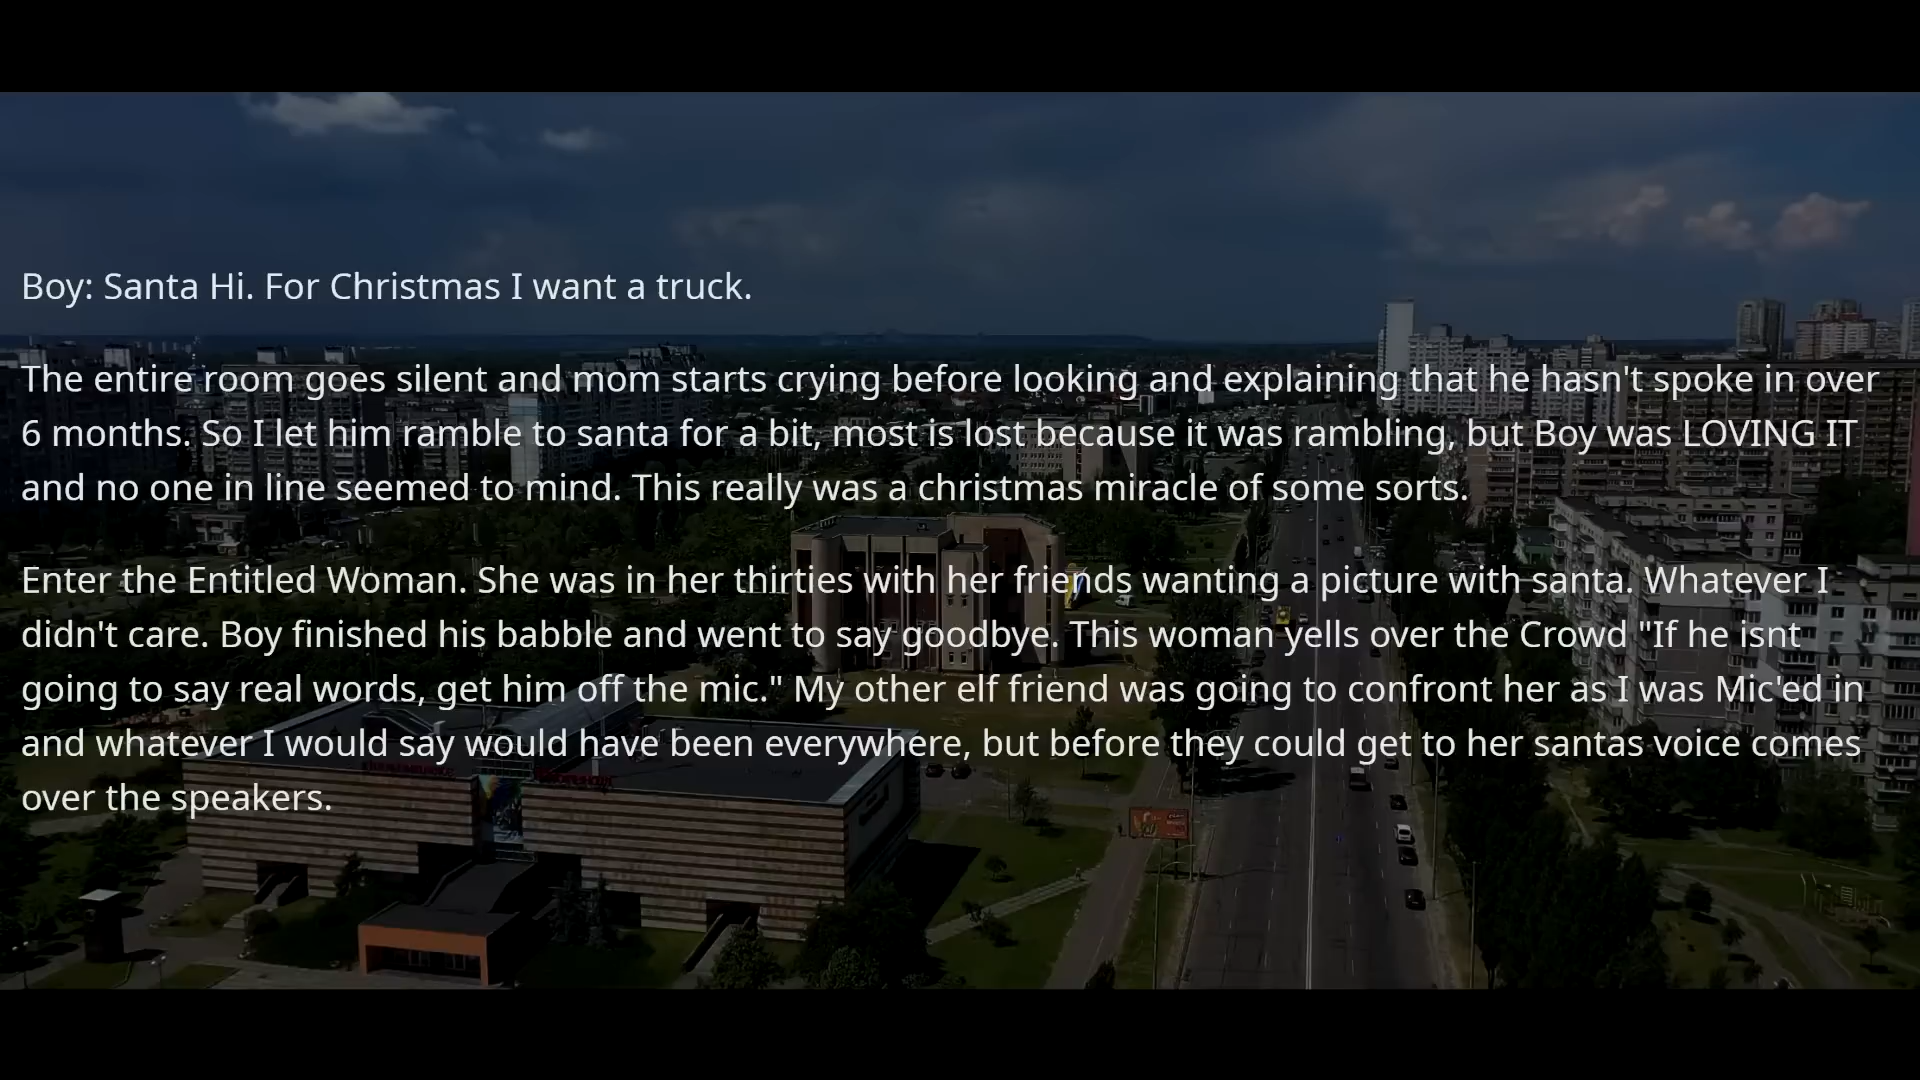 Boy: Santa Hi. For Christmas I want a truck.
The entire room goes silent and mom starts crying before looking and explaining that he hasn't spoke in over
6 months. So I let him ramble to santa for a bit, most is lost because it was rambling, but Boy was LOVING IT
and no one in line seemed to mind. This really was a christmas miracle of some sorts.
Enter the Entitled Woman. She was in her thirties with her friends wanting a picture with santa. Whatever I
didn't care. Boy finished his babble and went to say goodbye. This woman yells over the Crowd "If he isnt
going to say real words, get him off the mic." My other elf friend was going to confront her as I was Mic'ed in
and whatever I would say would have been everywhere, but before they could get to her santas voice comes
over the speakers.